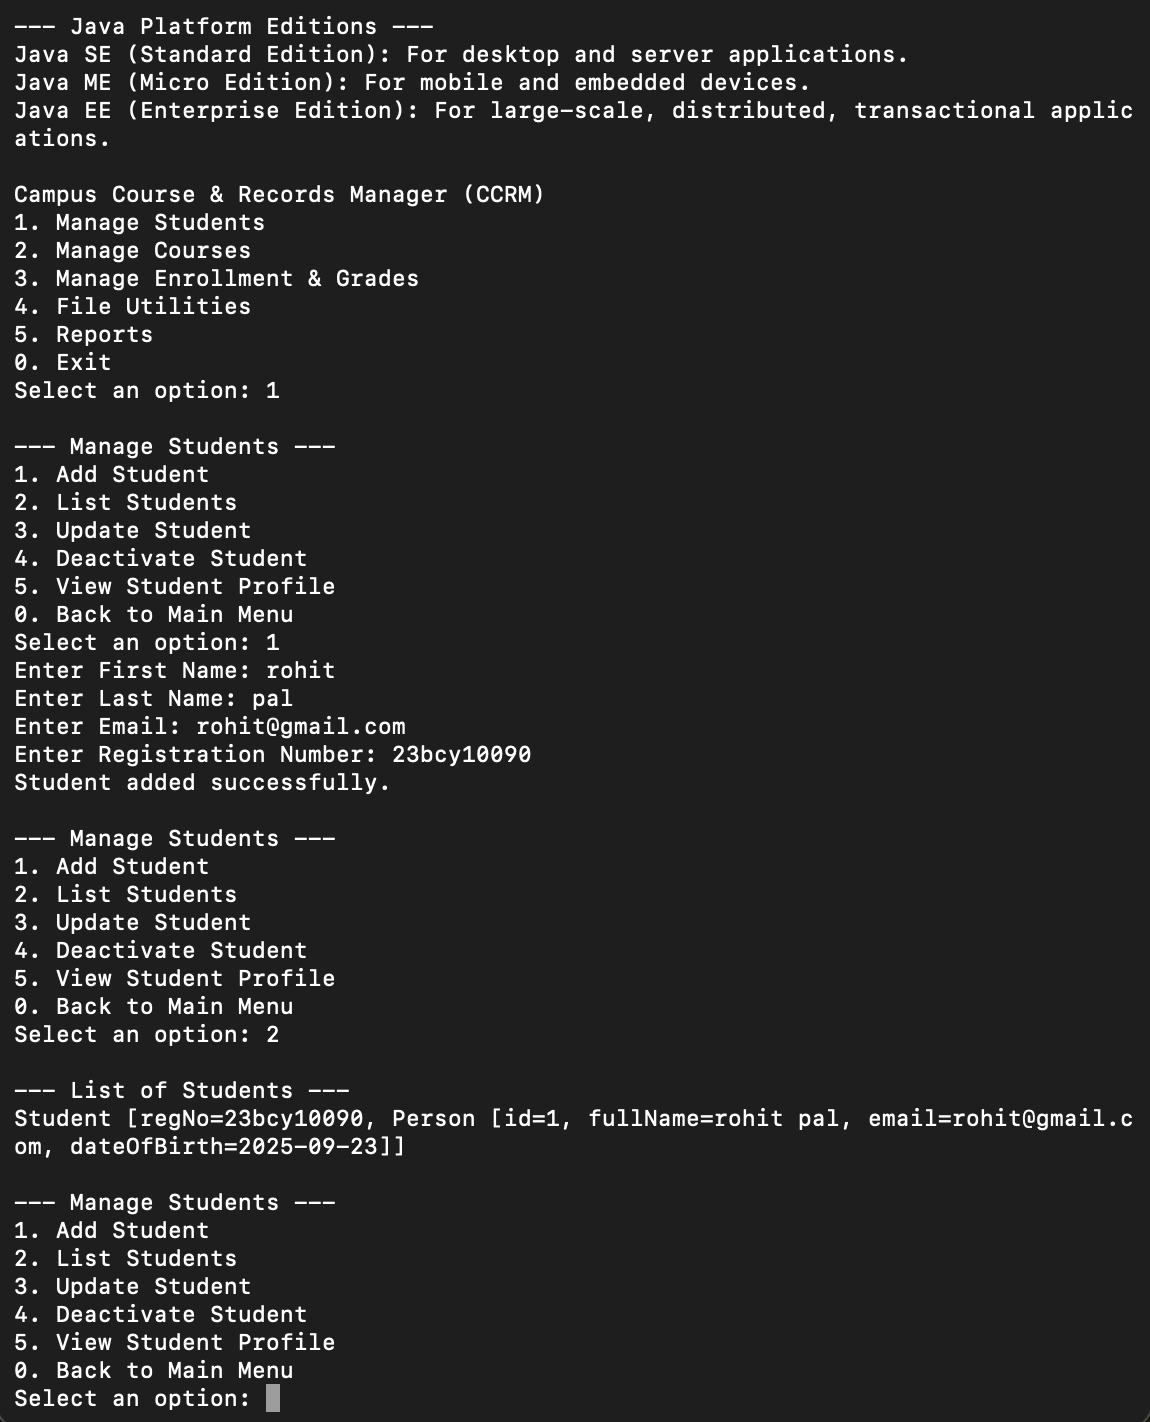 --- Java Platform Editions ---
Java SE (Standard Edition): For desktop and server applications.
Java ME (Micro Edition): For mobile and embedded devices.
Java EE (Enterprise Edition): For large-scale, distributed, transactional applic
ations.

Campus Course & Records Manager (CCRM)
1. Manage Students
2. Manage Courses
3. Manage Enrollment & Grades
4. File Utilities
5. Reports
0. Exit
Select an option: 1

--- Manage Students ---
1. Add Student
2. List Students
3. Update Student
4. Deactivate Student
5. View Student Profile
0. Back to Main Menu
Select an option: 1
Enter First Name: rohit
Enter Last Name: pal
Enter Email: rohit@gmail.com
Enter Registration Number: 23bcy10090
Student added successfully.

--- Manage Students ---
1. Add Student
2. List Students
3. Update Student
4. Deactivate Student
5. View Student Profile
0. Back to Main Menu
Select an option: 2

--- List of Students ---
Student [regNo=23bcy10090, Person [id=1, fullName=rohit pal, email=rohit@gmail.c
om, dateOfBirth=2025-09-23]]

--- Manage Students ---
1. Add Student
2. List Students
3. Update Student
4. Deactivate Student
5. View Student Profile
0. Back to Main Menu
Select an option: